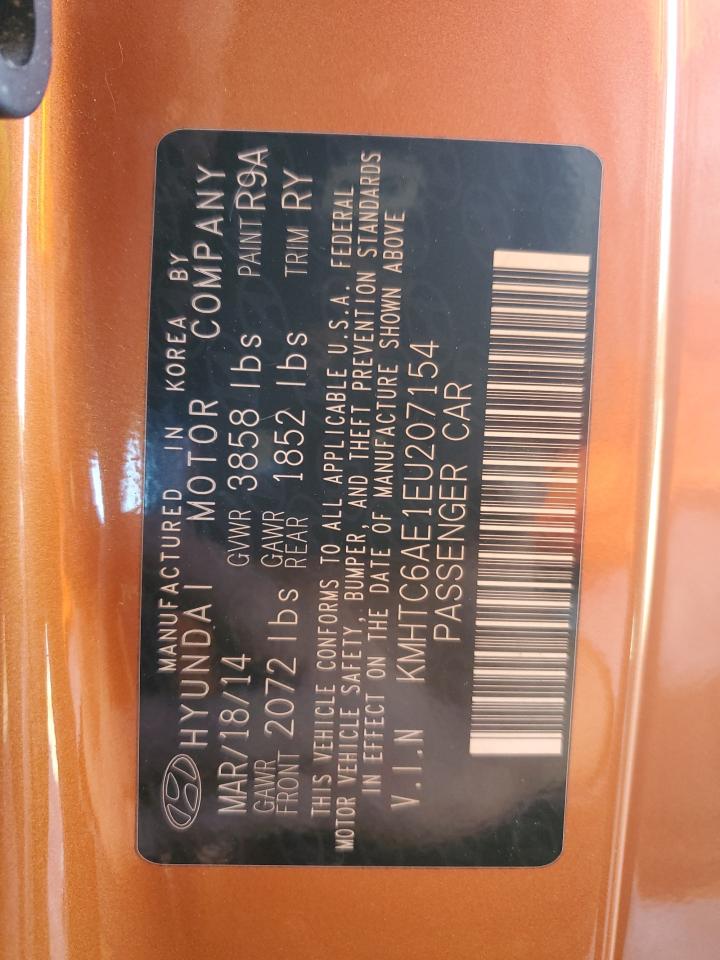 MANUFACTURED IN KOREA BY
HYUNDAI MOTOR COMPANY
MAR/18/14 GVWR 3858 lbs PAINT R9A
GAWR FRONT 2072 lbs GAWR REAR 1852 lbs TRIM RY
THIS VEHICLE CONFORMS TO ALL APPLICABLE U.S.A. FEDERAL
MOTOR VEHICLE SAFETY, BUMPER, AND THEFT PREVENTION STANDARDS
IN EFFECT ON THE DATE OF MANUFACTURE SHOWN ABOVE
V.I.N KMHTC6AE1EU207154
PASSENGER CAR